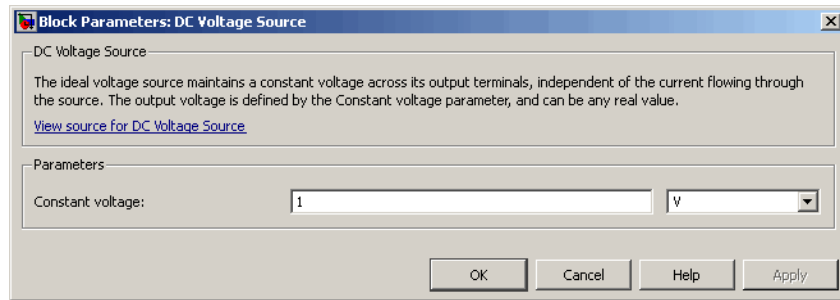 Block Parameters: DC Voltage Source
DC Voltage Source
The ideal voltage source maintains a constant voltage across its output terminals, independent of the current flowing through
the source. The output voltage is defined by the Constant voltage parameter, and can be any real value.
View source for DC Voltage Source
Parameters
Constant voltage: 1 V
OK Cancel Help Apply